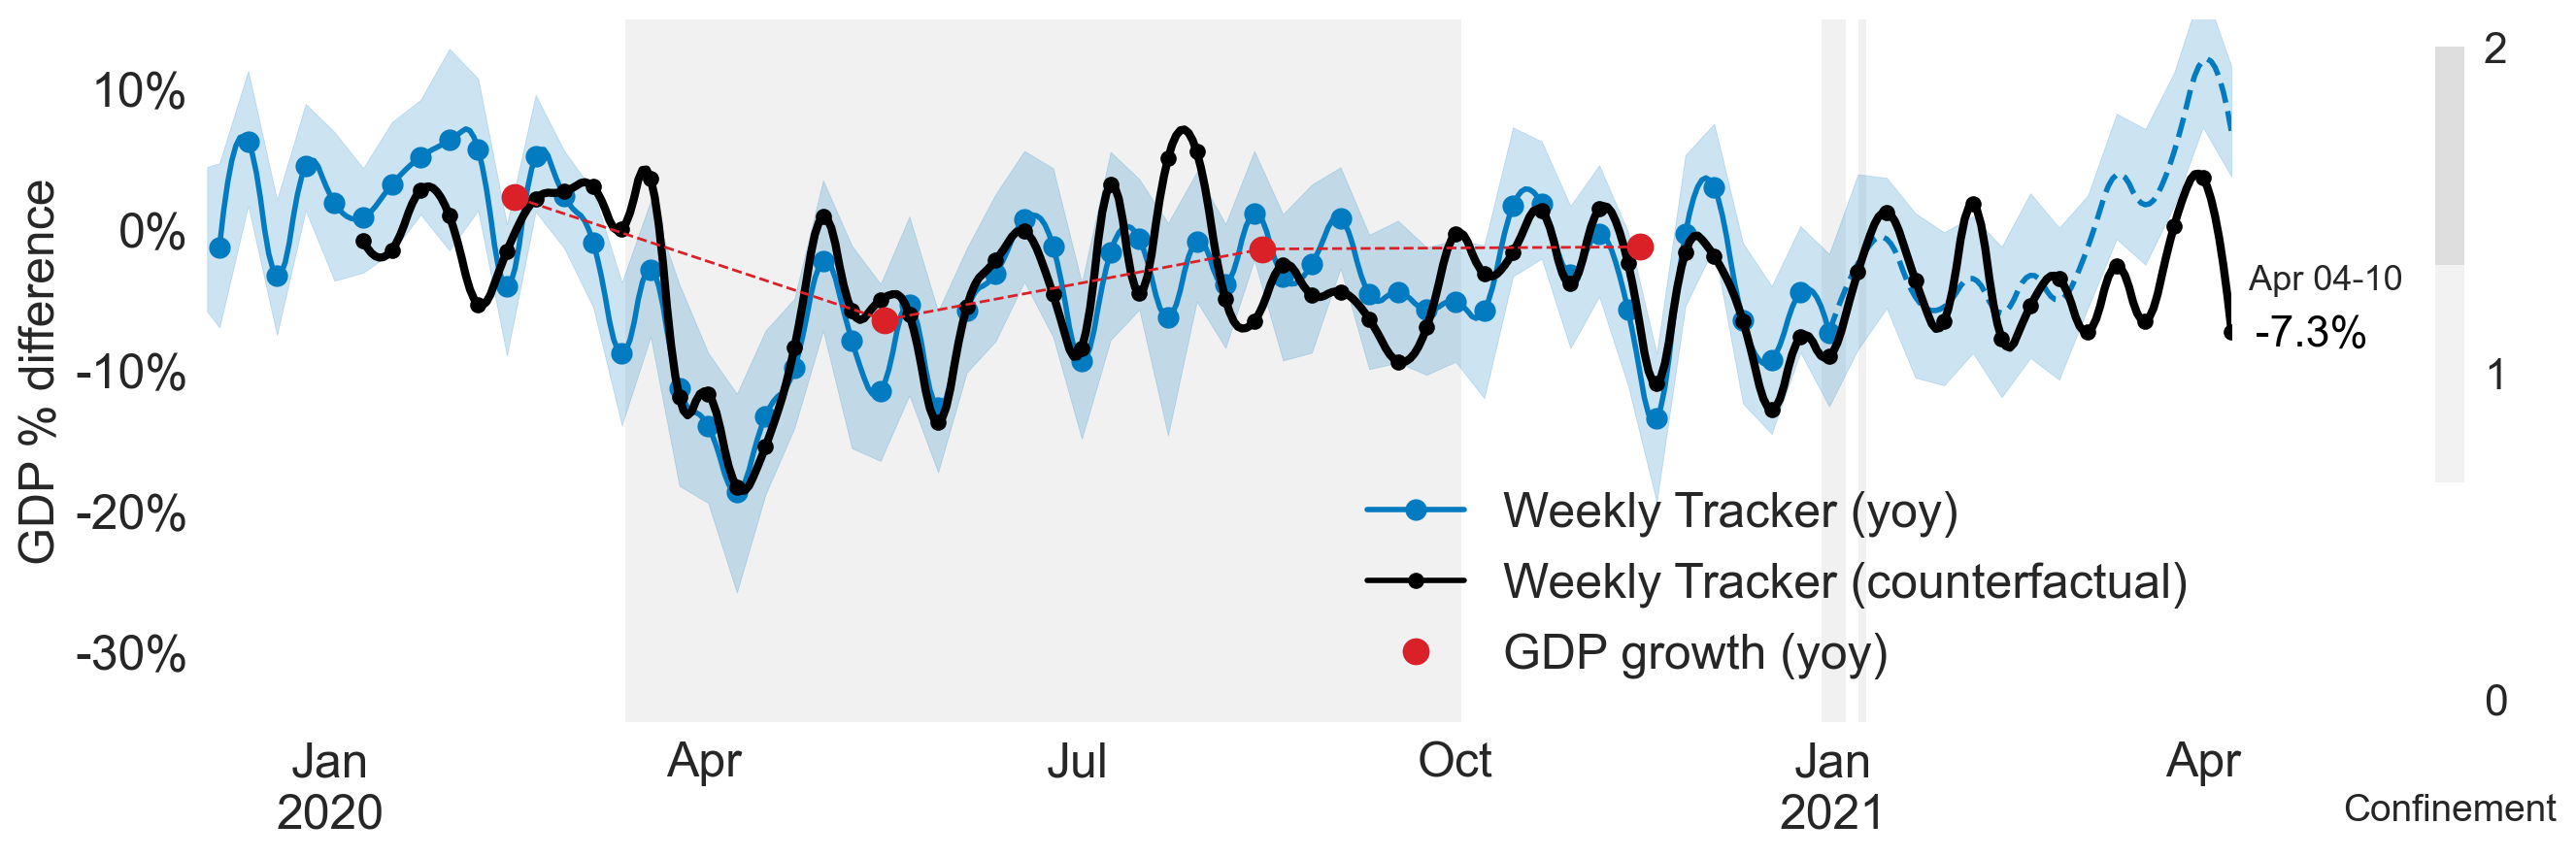 GDP % difference
10%
0%
-10%
-20%
-30%
Weekly Tracker (yoy)
Weekly Tracker (counterfactual)
GDP growth (yoy)
Apr 04-10
-7.3%
2
1
0
Jan
2020
Apr
Jul
Oct
Jan
2021
Apr
Confinement